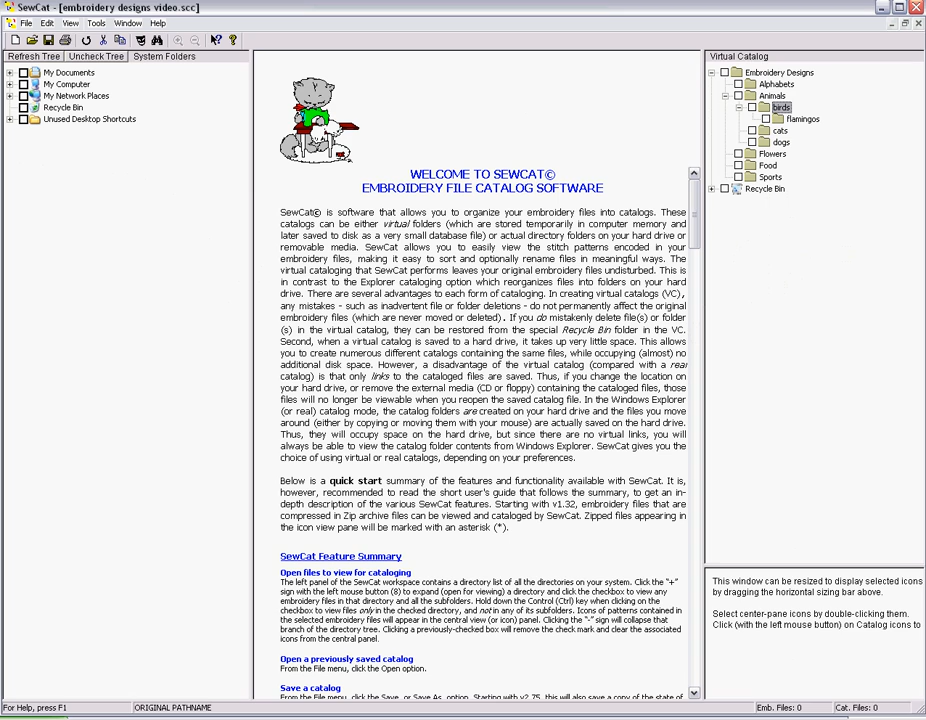 SewCat - [embroidery designs video.scc]
File Edit View Tools Window Help
Refresh Tree Uncheck Tree System Folders
My Documents
My Computer
My Network Places
Recycle Bin
Unused Desktop Shortcuts
WELCOME TO SEWCAT©
EMBROIDERY FILE CATALOG SOFTWARE
SewCat© is software that allows you to organize your embroidery files into catalogs. These
catalogs can be either virtual folders (which are stored temporarily in computer memory and
later saved to disk as a very small database file) or actual directory folders on your hard drive or
removable media. SewCat allows you to easily view the stitch patterns encoded in your
embroidery files, making it easy to sort and optionally rename files in meaningful ways. The
virtual cataloging that SewCat performs leaves your original embroidery files undisturbed. This is
in contrast to the Explorer cataloging option which reorganizes files into folders on your hard
drive. There are several advantages to each form of cataloging. In creating virtual catalogs (VC),
any mistakes - such as inadvertent file or folder deletions - do not permanently affect the original
embroidery files (which are never moved or deleted). If you do mistakenly delete file(s) or folder
(s) in the virtual catalog, they can be restored from the special Recycle Bin folder in the VC.
Second, when a virtual catalog is saved to a hard drive, it takes up very little space. This allows
you to create numerous different catalogs containing the same files, while occupying (almost) no
additional disk space. However, a disadvantage of the virtual catalog (compared with a real
catalog) is that only links to the cataloged files are saved. Thus, if you change the location on
your hard drive, or remove the external media (CD or floppy) containing the cataloged files, those
files will no longer be viewable when you reopen the saved catalog file. In the Windows Explorer
(or real) catalog mode, the catalog folders are created on your hard drive and the files you move
around (either by copying or moving them with your mouse) are actually saved on the hard drive.
Thus, they will occupy space on the hard drive, but since there are no virtual links, you will
always be able to view the catalog folder contents from Windows Explorer. SewCat gives you the
choice of using virtual or real catalogs, depending on your preferences.
Below is a quick start summary of the features and functionality available with SewCat. It is,
however, recommended to read the short user's guide that follows the summary, to get an in-
depth description of the various SewCat features. Starting with v1.32, embroidery files that are
compressed in Zip archive files can be viewed and cataloged by SewCat. Zipped files appearing in
the icon view pane will be marked with an asterisk (*).
SewCat Feature Summary
Open files to view for cataloging
The left panel of the SewCat workspace contains a directory list of all the directories on your system. Click the "+"
sign with the left mouse button (8) to expand (open for viewing) a directory and click the checkbox to view any
embroidery files in that directory and all the subfolders. Hold down the Control (Ctrl) key when clicking on the
checkbox to view files only in the checked directory, and not in any of its subfolders. Icons of patterns contained in
the selected embroidery files will appear in the central view (or icon) panel. Clicking the "-" sign will collapse that
branch of the directory tree. Clicking a previously-checked box will remove the check mark and clear the associated
icons from the central panel.
Open a previously saved catalog
From the File menu, click the Open option.
Save a catalog
From the File menu, click the Save, or Save As, option. Starting with v2.75, this will also save a copy of the state of
Virtual Catalog
Embroidery Designs
Alphabets
Animals
birds
flamingos
cats
dogs
Flowers
Food
Sports
Recycle Bin
This window can be resized to display selected icons
by dragging the horizontal sizing bar above.
Select center-pane icons by double-clicking them.
Click (with the left mouse button) on Catalog icons to
For Help, press F1 ORIGINAL PATHNAME Emb. Files: 0 Cat. Files: 0